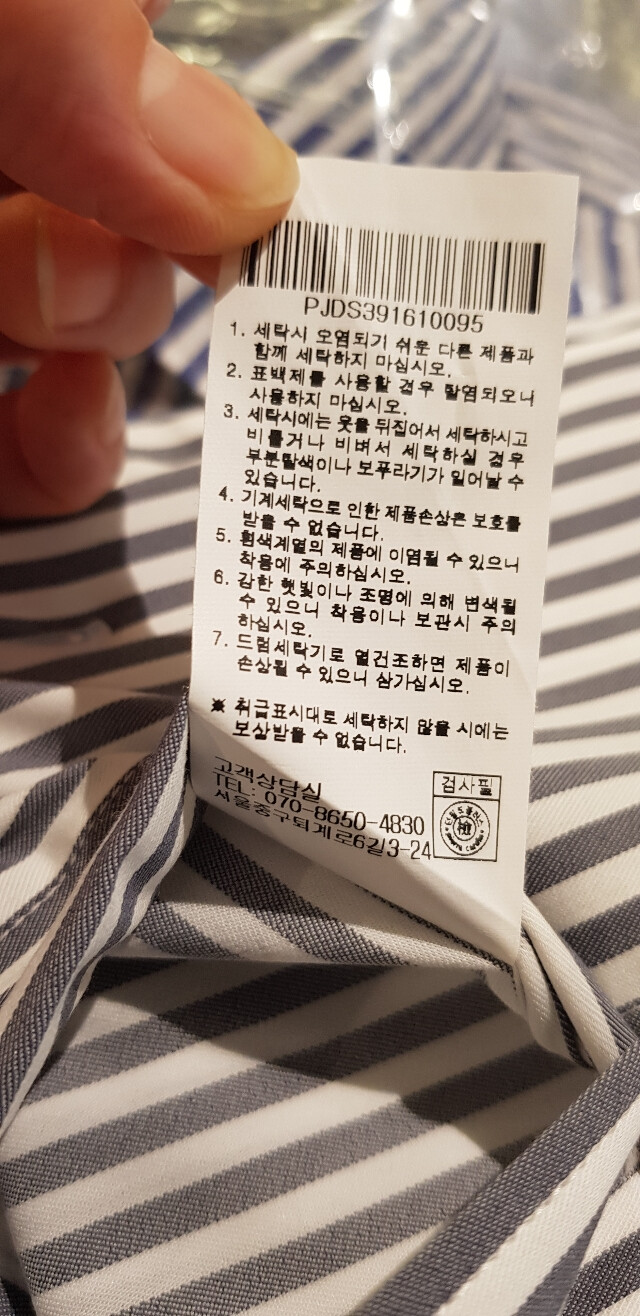 PJDS391610095
1. 세탁시 오염되기 쉬운 다른 제품과
함께 세탁하지 마십시오.
2. 표백제를 사용할 경우 탈염되오니
사용하지 마십시오.
3. 세탁시에는 옷을 뒤집어서 세탁하시고
비틀거나 비벼서 세탁하실 경우
부분탈색이나 보푸라기가 일어날 수
있습니다.
4. 기계세탁으로 인한 제품손상은 보호를
받을 수 없습니다.
5. 흰색계열의 제품에 이염될 수 있으니
착용에 주의하십시오.
6. 강한 햇빛이나 조명에 의해 변색될
수 있으니 착용이나 보관시 주의
하십시오.
7. 드럼세탁기로 열건조하면 제품이
손상될 수 있으니 삼가십시오.
※ 취급표시대로 세탁하지 않을 시에는
보상받을 수 없습니다.
고객상담실
TEL: 070-8650-4830
서울중구퇴계로6길3-24
검사필